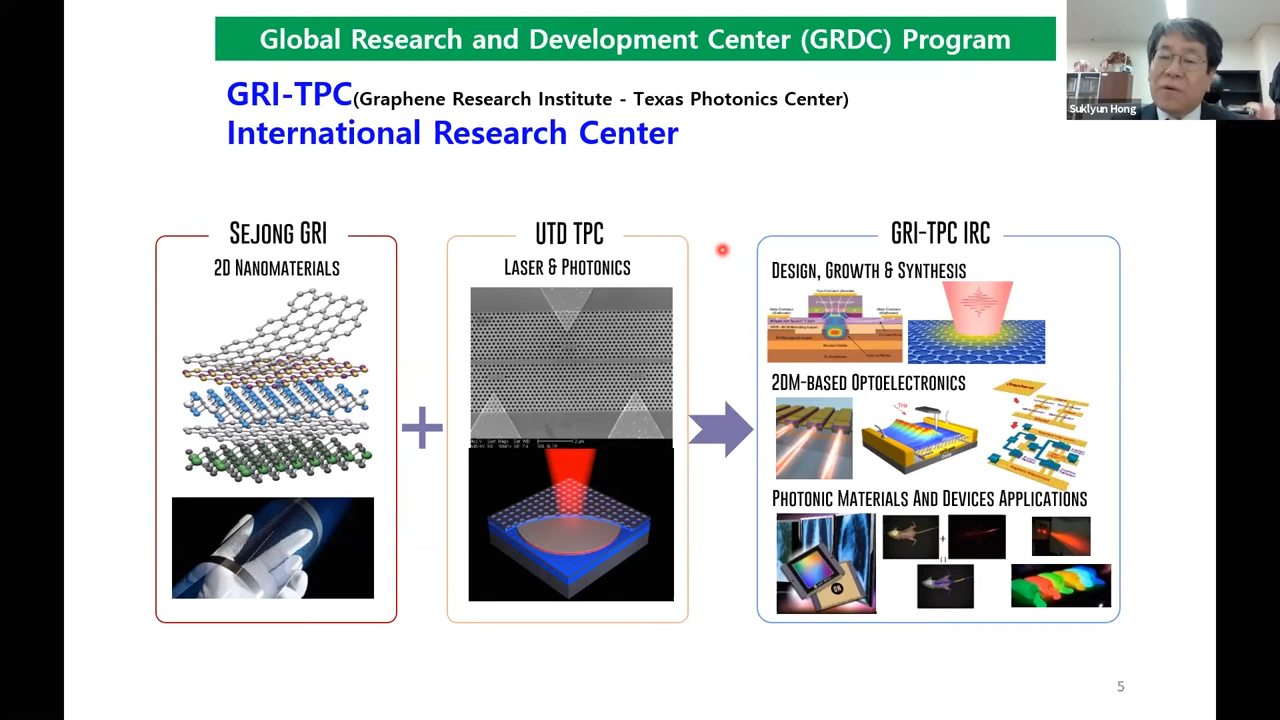 Global Research and Development Center (GRDC) Program
Suklyun Hong
GRI-TPC(Graphene Research Institute - Texas Photonics Center)
International Research Center
SEJONG GRI
2D NANOMATERIALS
UTD TPC
LASER & PHOTONICS
GRI-TPC IRC
DESIGN, GROWTH & SYNTHESIS
2DM-BASED OPTOELECTRONICS
PHOTONIC MATERIALS AND DEVICES APPLICATIONS
5